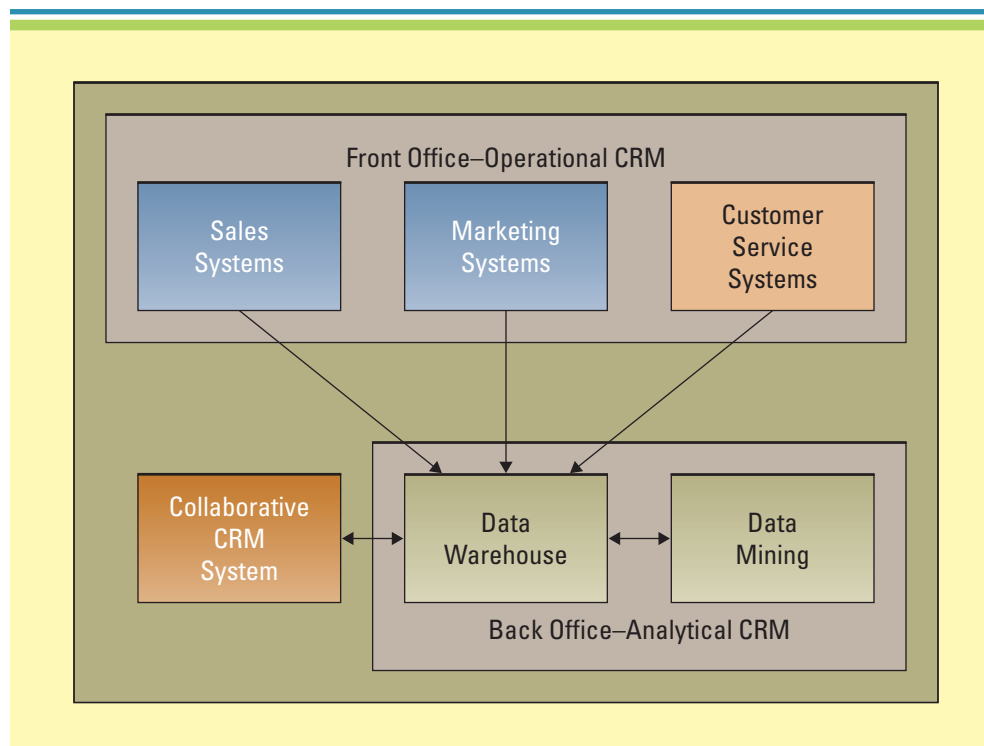 Front Office–Operational CRM
Sales
Systems
Marketing
Systems
Customer
Service
Systems
Collaborative
CRM
System
Data
Warehouse
Data
Mining
Back Office–Analytical CRM